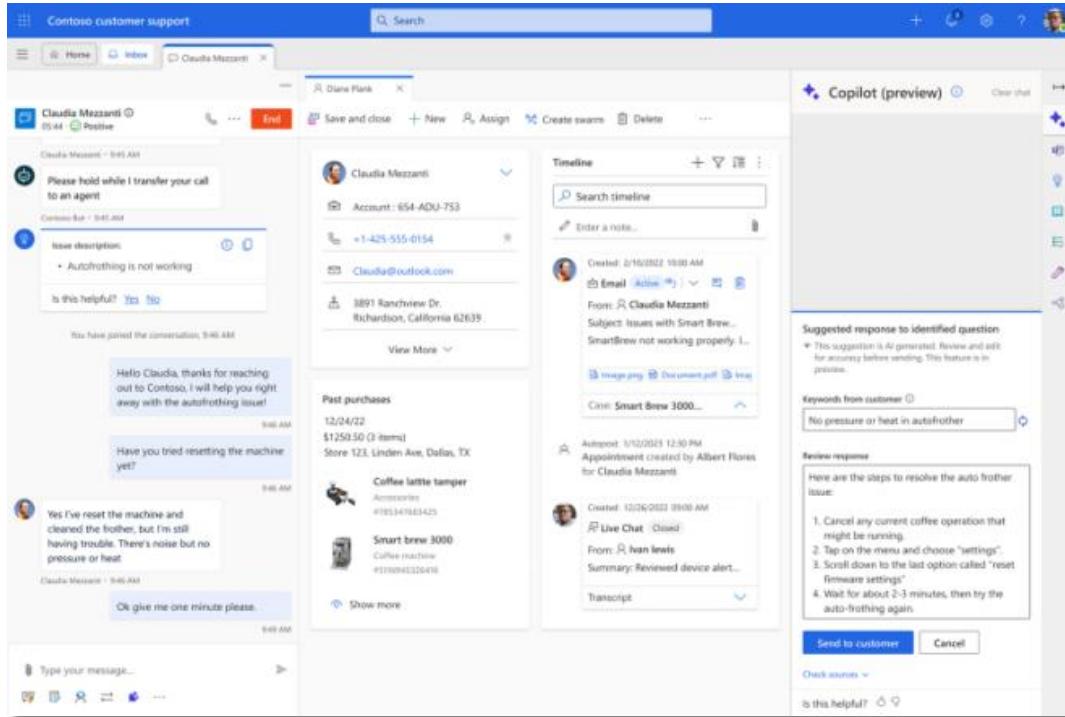 Contoso customer support
Search
Home
Inbox
Claudia Mezzanti
Claudia Mezzanti
05:44 · Positive
End
Claudia Mezzanti - 9:45 AM
Please hold while I transfer your call
to an agent
Contoso Bot - 9:45 AM
Issue description:
• Autofrothing is not working
Is this helpful? Yes No
You have joined the conversation, 9:46 AM
Hello Claudia, thanks for reaching
out to Contoso, I will help you right
away with the autofrothing issue!
9:46 AM
Have you tried resetting the machine
yet?
9:46 AM
Yes I've reset the machine and
cleaned the frother, but I'm still
having trouble. There's noise but no
pressure or heat
Claudia Mezzanti - 9:46 AM
Ok give me one minute please.
9:49 AM
Type your message...
Diane Plank
Save and close
New
Assign
Create swarm
Delete
Claudia Mezzanti
Account: 654-ADU-753
+1-425-555-0154
Claudia@outlook.com
3891 Ranchview Dr.
Richardson, California 62639
View More
Past purchases
12/24/22
$1250.50 (3 items)
Store 123, Linden Ave, Dallas, TX
Coffee lattte tamper
Accessories
Smart brew 3000
Coffee machine
Show more
Timeline
Search timeline
Enter a note...
Created: 2/10/2022 10:00 AM
Email Active
From: Claudia Mezzanti
Subject: Issues with Smart Brew...
SmartBrew not working properly. I...
Image.png Document.pdf Imag
Case: Smart Brew 3000...
Autopost: 1/12/2023 12:30 PM
Appointment created by Albert Flores
for Claudia Mezzanti
Created: 12/26/2022 09:00 AM
Live Chat Closed
From: Ivan lewis
Summary: Reviewed device alert...
Transcript
Copilot (preview)
Clear chat
Suggested response to identified question
This suggestion is AI generated. Review and edit
for accuracy before sending. This feature is in
preview.
Keywords from customer
No pressure or heat in autofrother
Review response
Here are the steps to resolve the auto frother
issue:
1. Cancel any current coffee operation that
might be running.
2. Tap on the menu and choose "settings".
3. Scroll down to the last option called "reset
firmware settings"
4. Wait for about 2-3 minutes, then try the
auto-frothing again.
Send to customer
Cancel
Check sources
Is this helpful?